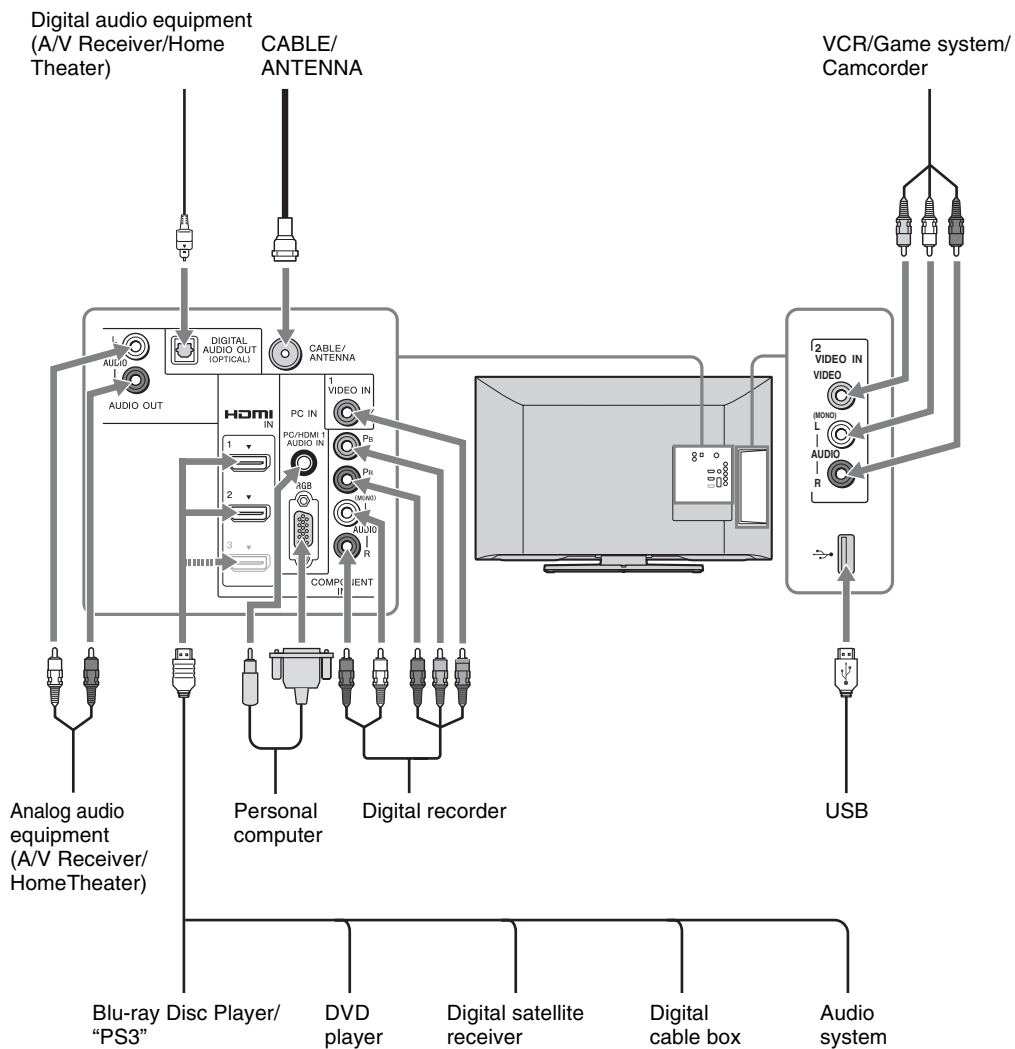 Digital audio equipment
(A/V Receiver/Home
Theater)
CABLE/
ANTENNA
VCR/Game system/
Camcorder
L
AUDIO
AUDIO OUT
DIGITAL
AUDIO OUT
(OPTICAL)
CABLE/
ANTENNA
HDMI
IN
1
2
3
PC IN
PC/HDMI 1
AUDIO IN
RGB
1
VIDEO IN
PB
PR
(MONO)
L
AUDIO
R
COMPONENT
IN
2
VIDEO IN
VIDEO
(MONO)
L
AUDIO
R
Analog audio
equipment
(A/V Receiver/
HomeTheater)
Personal
computer
Digital recorder
USB
Blu-ray Disc Player/
“PS3”
DVD
player
Digital satellite
receiver
Digital
cable box
Audio
system